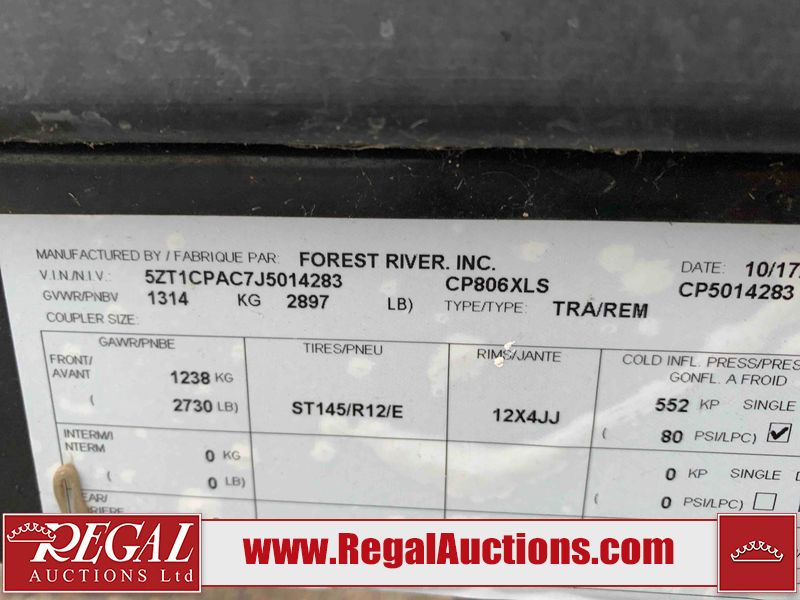 MANUFACTURED BY / FABRIQUE PAR: FOREST RIVER. INC. DATE: 10/17
V.I.N./N.I.V.: 5ZT1CPAC7J5014283 CP806XLS CP5014283
GVWR/PNBV 1314 KG 2897 LB) TYPE/TYPE: TRA/REM
COUPLER SIZE:
GAWR/PNBE TIRES/PNEU RIMS/JANTE COLD INFL. PRESS/PRES
GONFL. A FROID
FRONT/
AVANT 1238 KG 552 KP SINGLE
( 2730 LB) ST145/R12/E 12X4JJ ( 80 PSI/LPC)
INTERM/I
NTERM 0 KG 0 KP SINGLE
( 0 LB) ( 0 PSI/LPC)
EAR/
REGAL
AUCTIONS Ltd
www.RegalAuctions.com